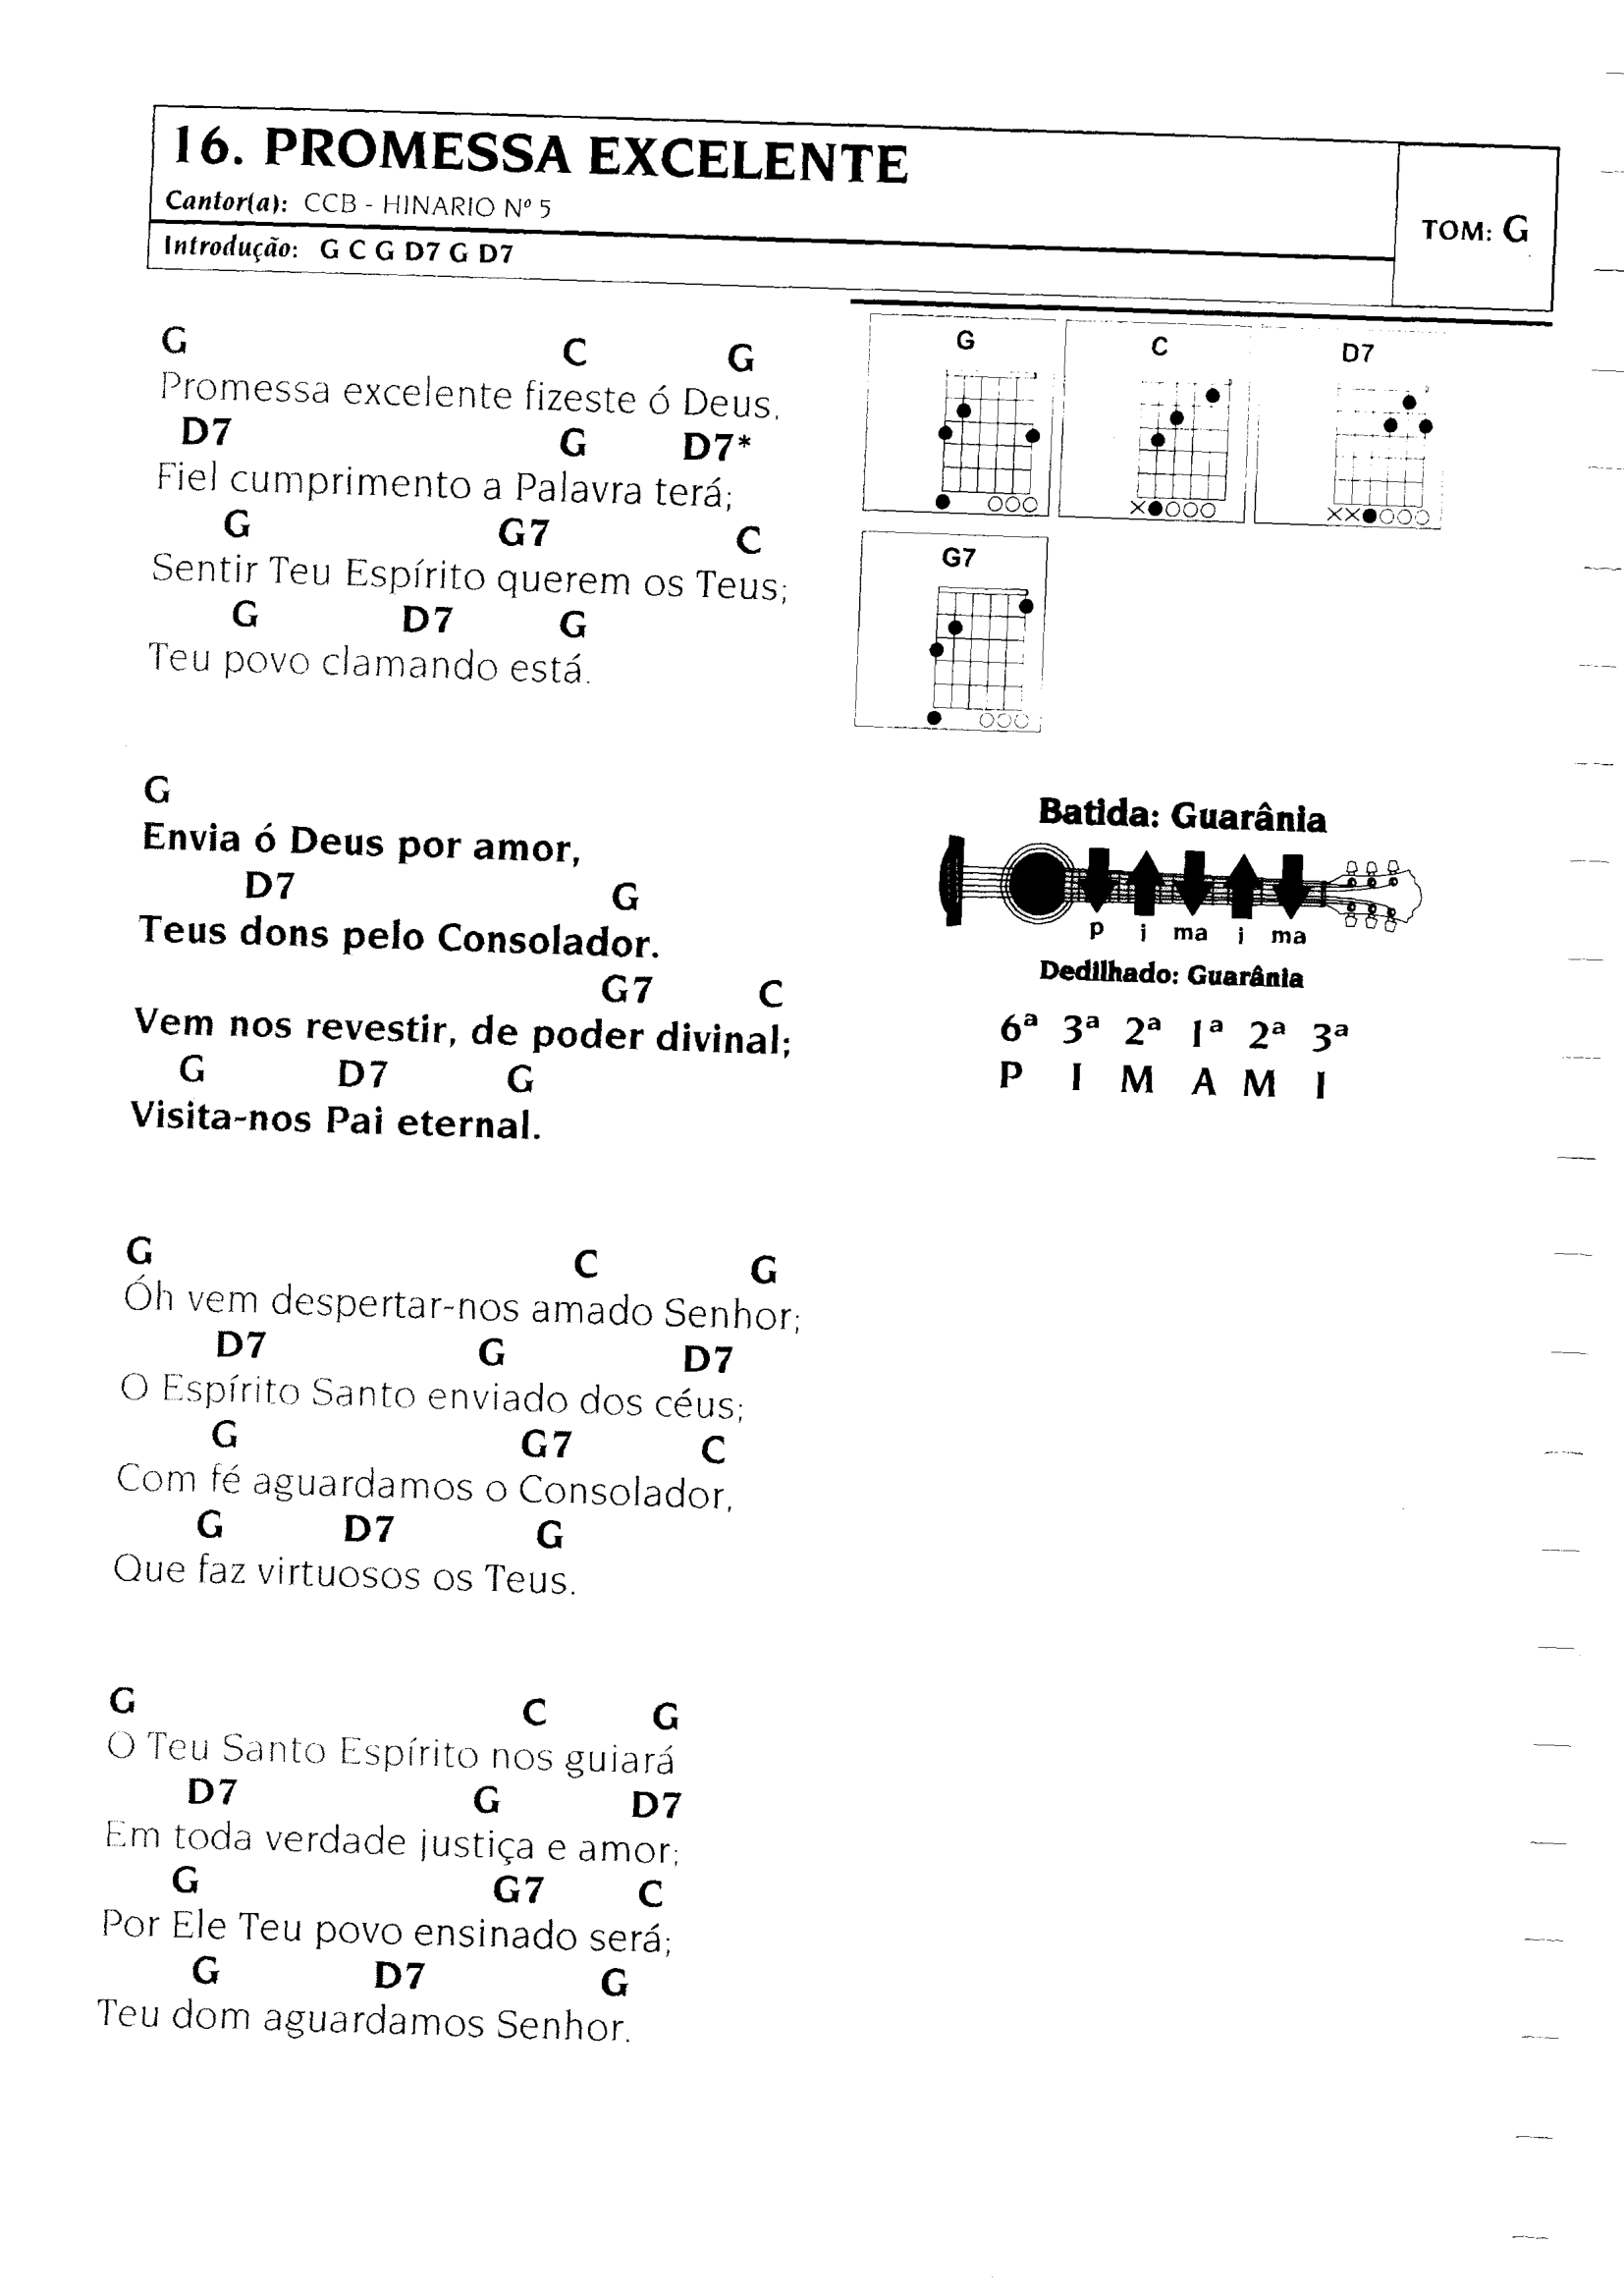 16. PROMESSA EXCELENTE
Cantor(a): CCB - HINARIO Nº 5
TOM: G
Introdução: G C G D7 G D7
G C G
Promessa excelente fizeste ó Deus.
D7 G D7*
Fiel cumprimento a Palavra terá;
G G7 C
Sentir Teu Espírito querem os Teus;
G D7 G
Teu povo clamando está.
G
Envia ó Deus por amor,
D7 G
Teus dons pelo Consolador.
G7 C
Vem nos revestir, de poder divinal;
G D7 G
Visita-nos Pai eternal.
G C G
Óh vem despertar-nos amado Senhor;
D7 G D7
O Espírito Santo enviado dos céus;
G G7 C
Com fé aguardamos o Consolador,
G D7 G
Que faz virtuosos os Teus.
G C G
O Teu Santo Espírito nos guiará
D7 G D7
Em toda verdade justiça e amor;
G G7 C
Por Ele Teu povo ensinado será;
G D7 G
Teu dom aguardamos Senhor.
G C D7
G7
Batida: Guarânia
p i ma i ma
Dedilhado: Guarânia
6ª 3ª 2ª 1ª 2ª 3ª
P I M A M I